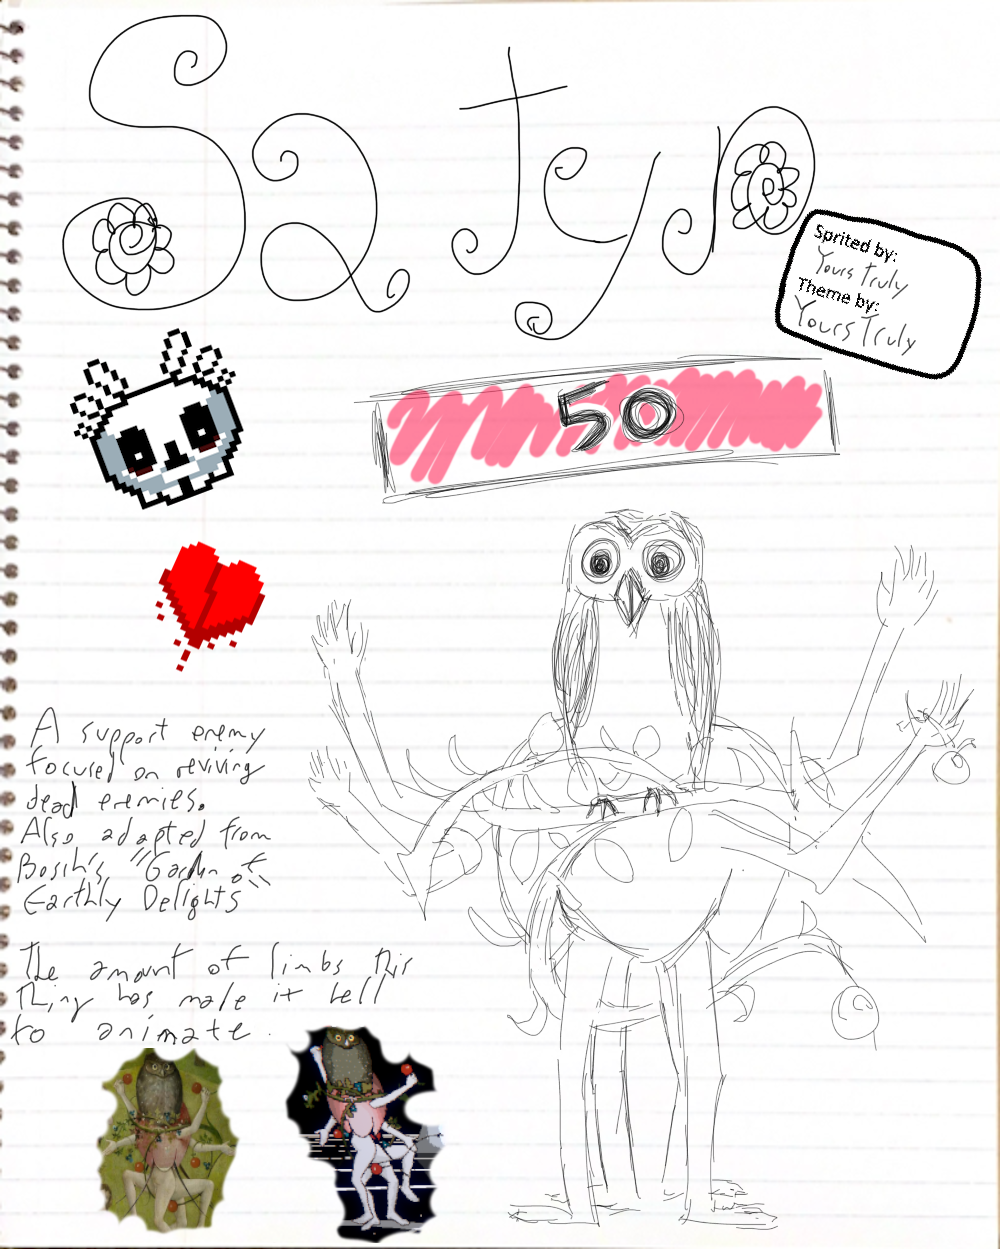 Satyr
Sprited by:
Yours Truly
Theme by:
Yours Truly
50
A support enemy
focused on reviving
dead enemies.
Also adapted from
Bosch's "Garden of
Earthly Delights"
The amount of limbs this
thing has made it hell
to animate.